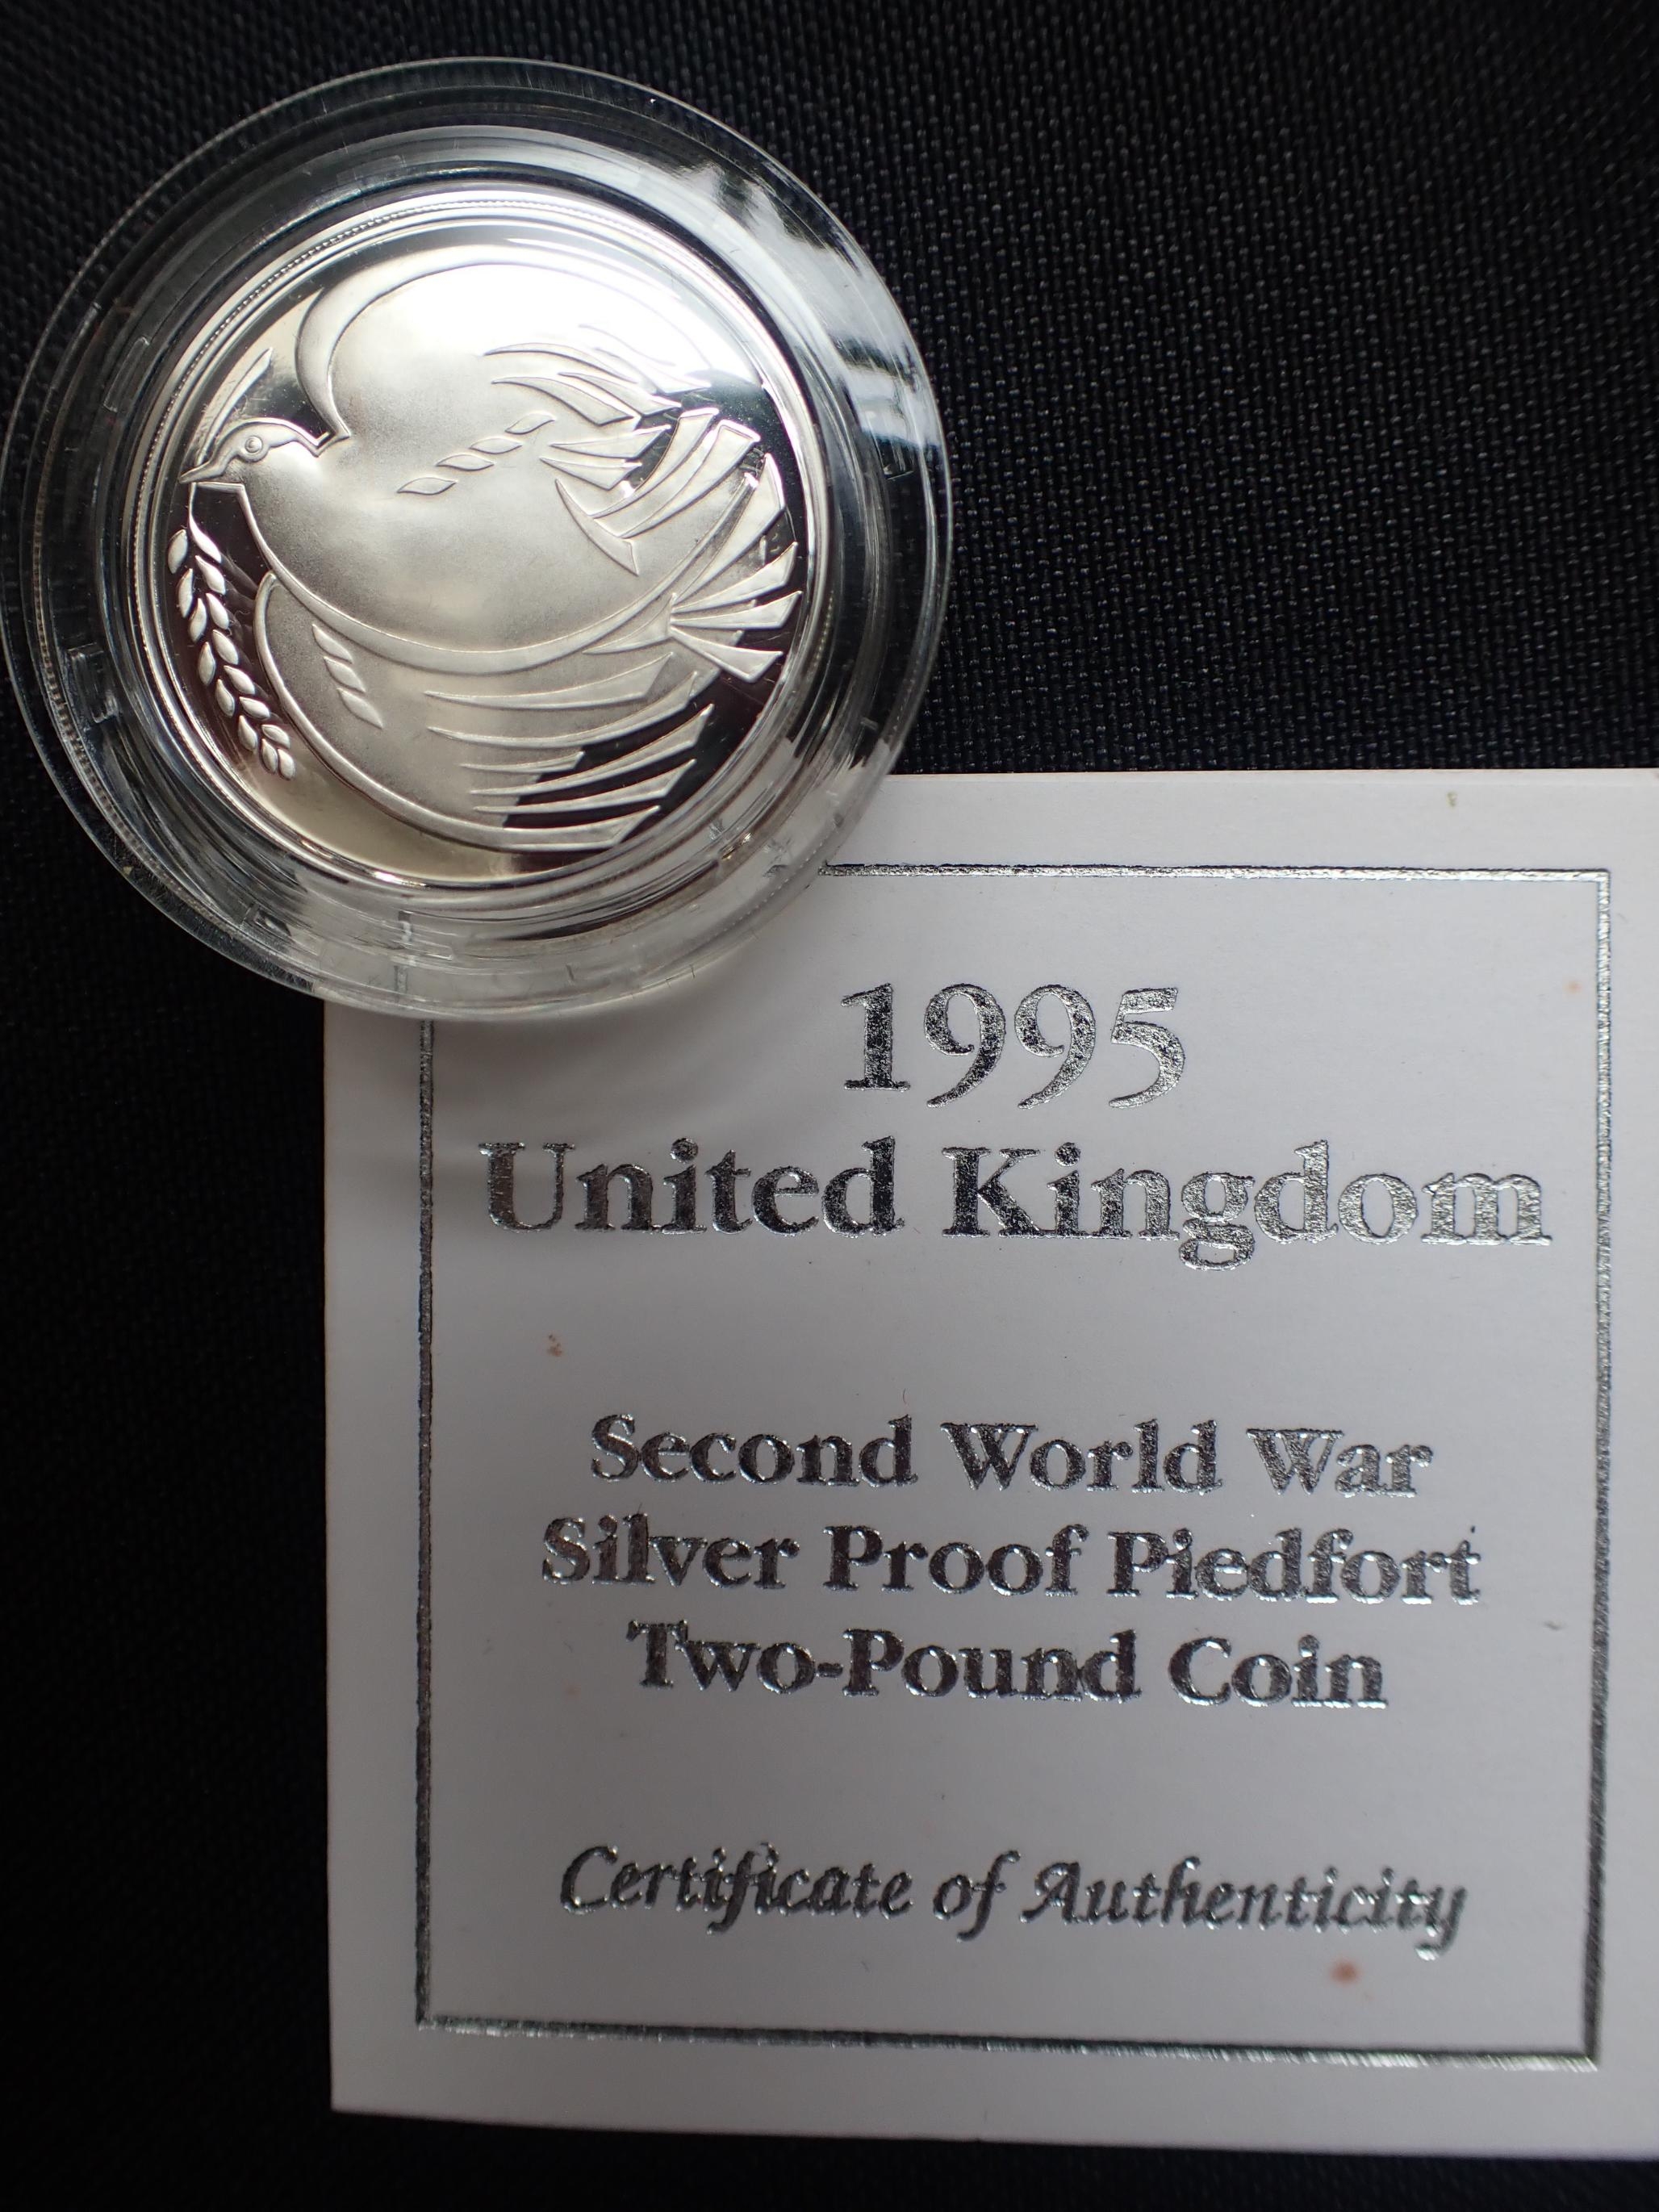 1995
United Kingdom
Second World War
Silver Proof Piedfort
Two-Pound Coin
Certificate of Authenticity